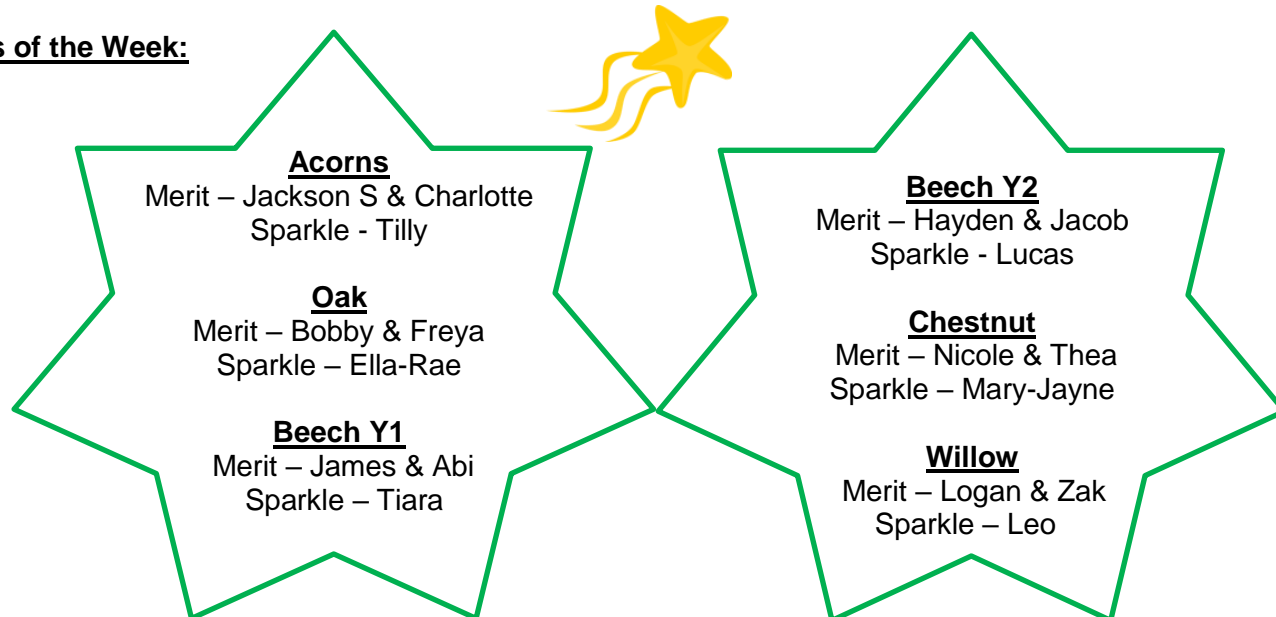 of the Week:
Acorns
Merit – Jackson S & Charlotte
Sparkle - Tilly
Oak
Merit – Bobby & Freya
Sparkle – Ella-Rae
Beech Y1
Merit – James & Abi
Sparkle – Tiara
Beech Y2
Merit – Hayden & Jacob
Sparkle - Lucas
Chestnut
Merit – Nicole & Thea
Sparkle – Mary-Jayne
Willow
Merit – Logan & Zak
Sparkle – Leo